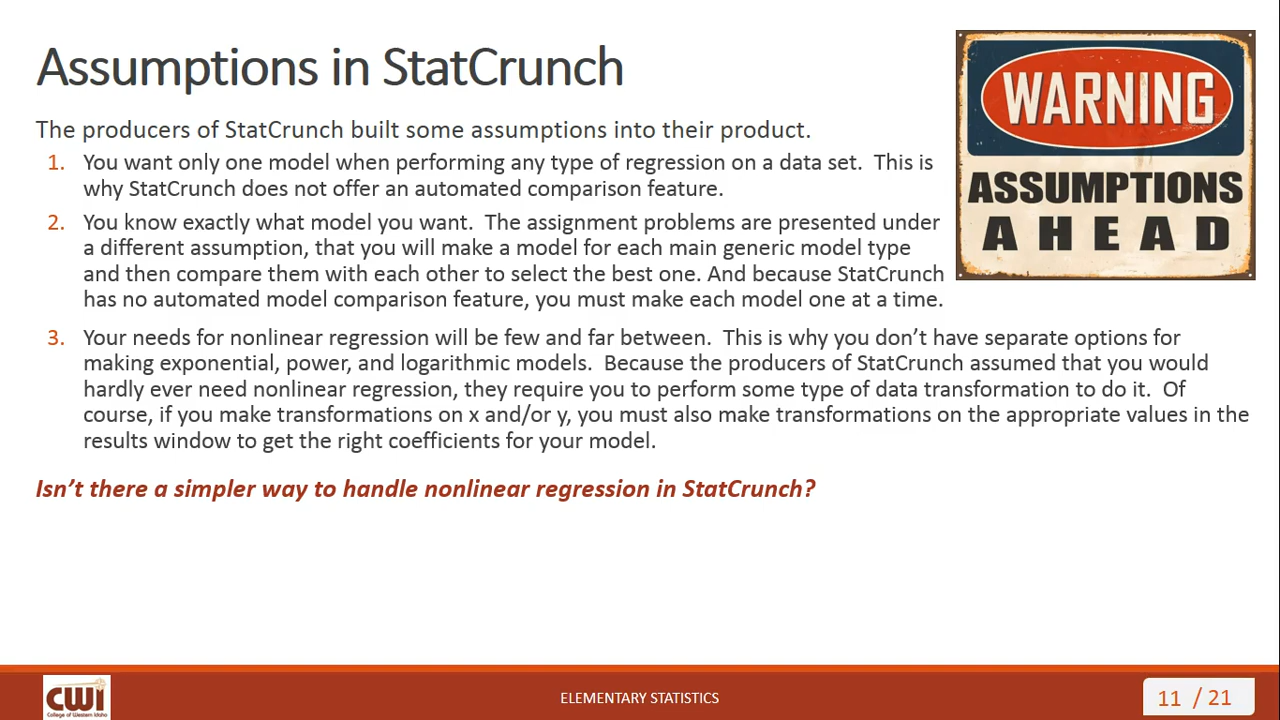 Assumptions in StatCrunch
WARNING
ASSUMPTIONS
AHEAD
The producers of StatCrunch built some assumptions into their product.
1. You want only one model when performing any type of regression on a data set. This is
why StatCrunch does not offer an automated comparison feature.
2. You know exactly what model you want. The assignment problems are presented under
a different assumption, that you will make a model for each main generic model type
and then compare them with each other to select the best one. And because StatCrunch
has no automated model comparison feature, you must make each model one at a time.
3. Your needs for nonlinear regression will be few and far between. This is why you don’t have separate options for
making exponential, power, and logarithmic models. Because the producers of StatCrunch assumed that you would
hardly ever need nonlinear regression, they require you to perform some type of data transformation to do it. Of
course, if you make transformations on x and/or y, you must also make transformations on the appropriate values in the
results window to get the right coefficients for your model.
Isn’t there a simpler way to handle nonlinear regression in StatCrunch?
CWI
College of Western Idaho
ELEMENTARY STATISTICS
11 / 21